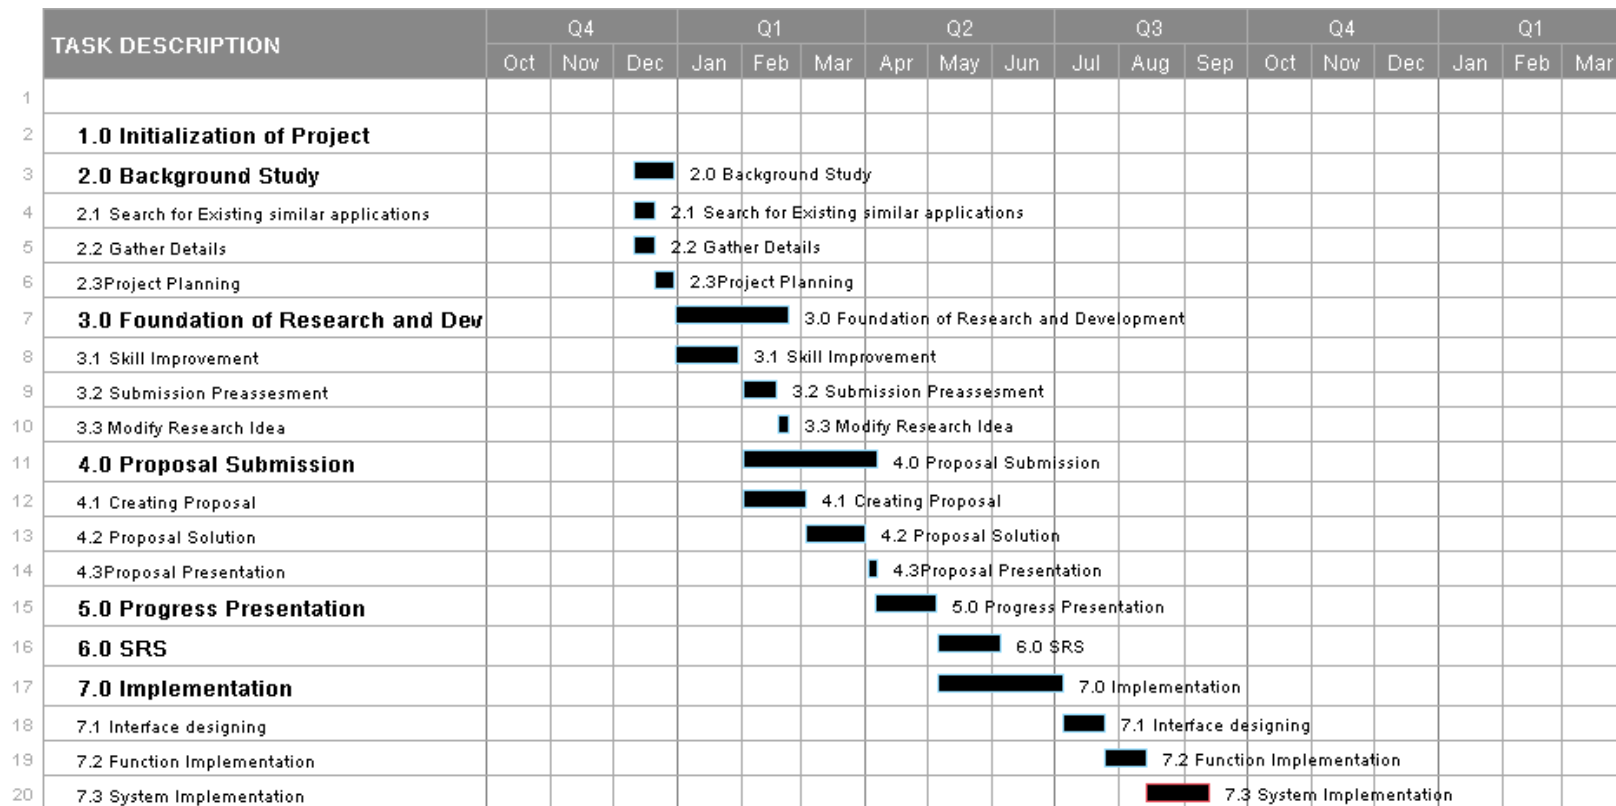 TASK DESCRIPTION Q4 Q1 Q2 Q3 Q4 Q1
Oct Nov Dec Jan Feb Mar Apr May Jun Jul Aug Sep Oct Nov Dec Jan Feb Mar
1
2 1.0 Initialization of Project
3 2.0 Background Study 2.0 Background Study
4 2.1 Search for Existing similar applications 2.1 Search for Existing similar applications
5 2.2 Gather Details 2.2 Gather Details
6 2.3Project Planning 2.3Project Planning
7 3.0 Foundation of Research and Dev 3.0 Foundation of Research and Development
8 3.1 Skill Improvement 3.1 Skill Improvement
9 3.2 Submission Preassesment 3.2 Submission Preassesment
10 3.3 Modify Research Idea 3.3 Modify Research Idea
11 4.0 Proposal Submission 4.0 Proposal Submission
12 4.1 Creating Proposal 4.1 Creating Proposal
13 4.2 Proposal Solution 4.2 Proposal Solution
14 4.3Proposal Presentation 4.3Proposal Presentation
15 5.0 Progress Presentation 5.0 Progress Presentation
16 6.0 SRS 6.0 SRS
17 7.0 Implementation 7.0 Implementation
18 7.1 Interface designing 7.1 Interface designing
19 7.2 Function Implementation 7.2 Function Implementation
20 7.3 System Implementation 7.3 System Implementation